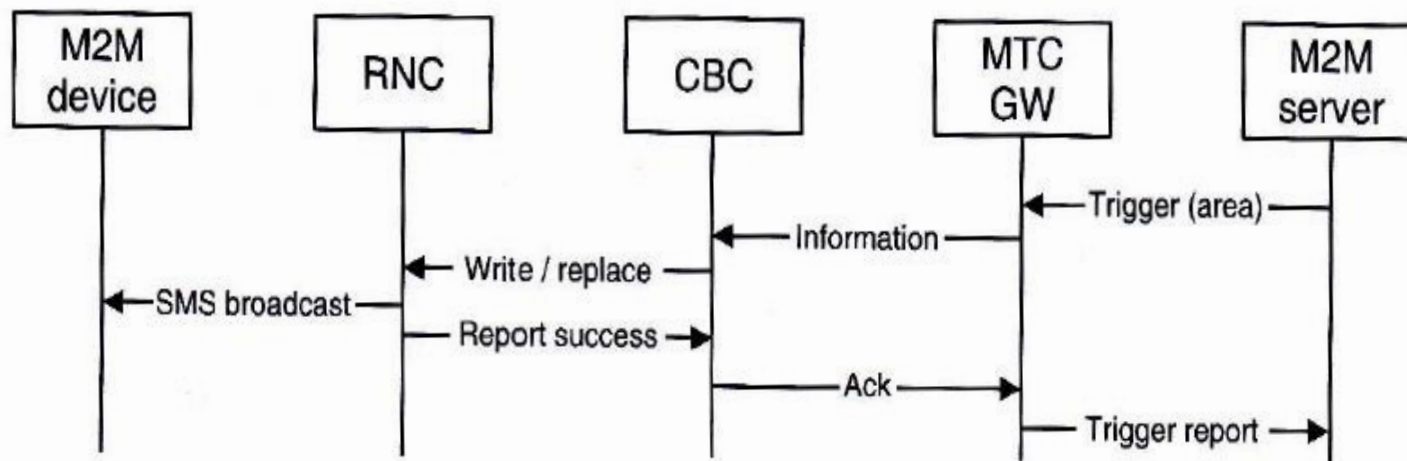 M2M
device
RNC
CBC
MTC
GW
M2M
server
Trigger (area)
Information
Write / replace
SMS broadcast
Report success
Ack
Trigger report